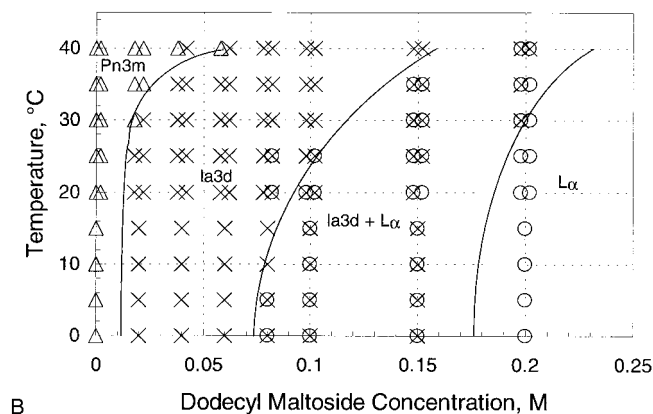 40
30
20
10
0
Temperature, °C
Pn3m
Ia3d
Ia3d + Lα
Lα
0
0.05
0.1
0.15
0.2
0.25
B
Dodecyl Maltoside Concentration, M